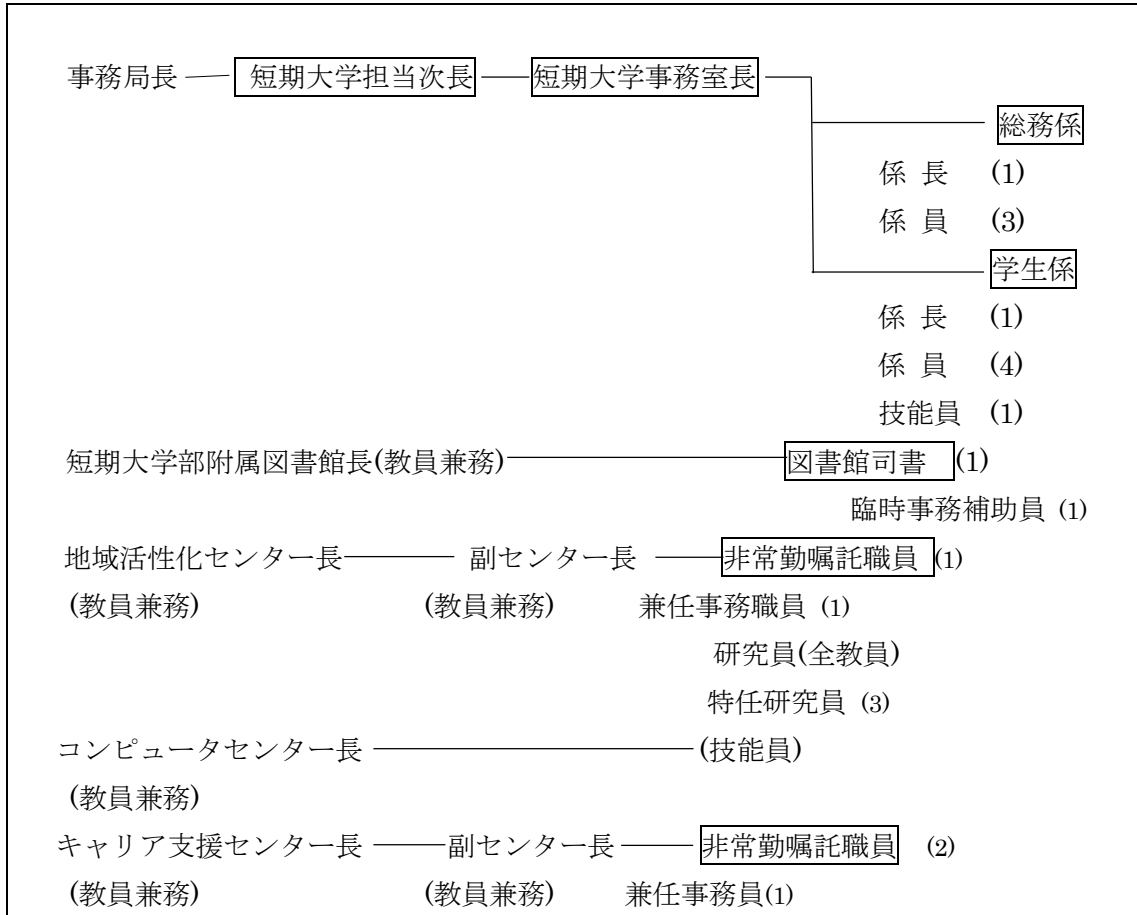 事務局長 短期大学担当次長 短期大学事務室長
総務係
係 長 (1)
係 員 (3)
学生係
係 長 (1)
係 員 (4)
技能員 (1)
短期大学部附属図書館長(教員兼務) 図書館司書 (1)
臨時事務補助員 (1)
地域活性化センター長 副センター長 非常勤嘱託職員 (1)
(教員兼務) (教員兼務) 兼任事務職員 (1)
研究員(全教員)
特任研究員 (3)
コンピュータセンター長 (技能員)
(教員兼務)
キャリア支援センター長 副センター長 非常勤嘱託職員 (2)
(教員兼務) (教員兼務) 兼任事務員(1)